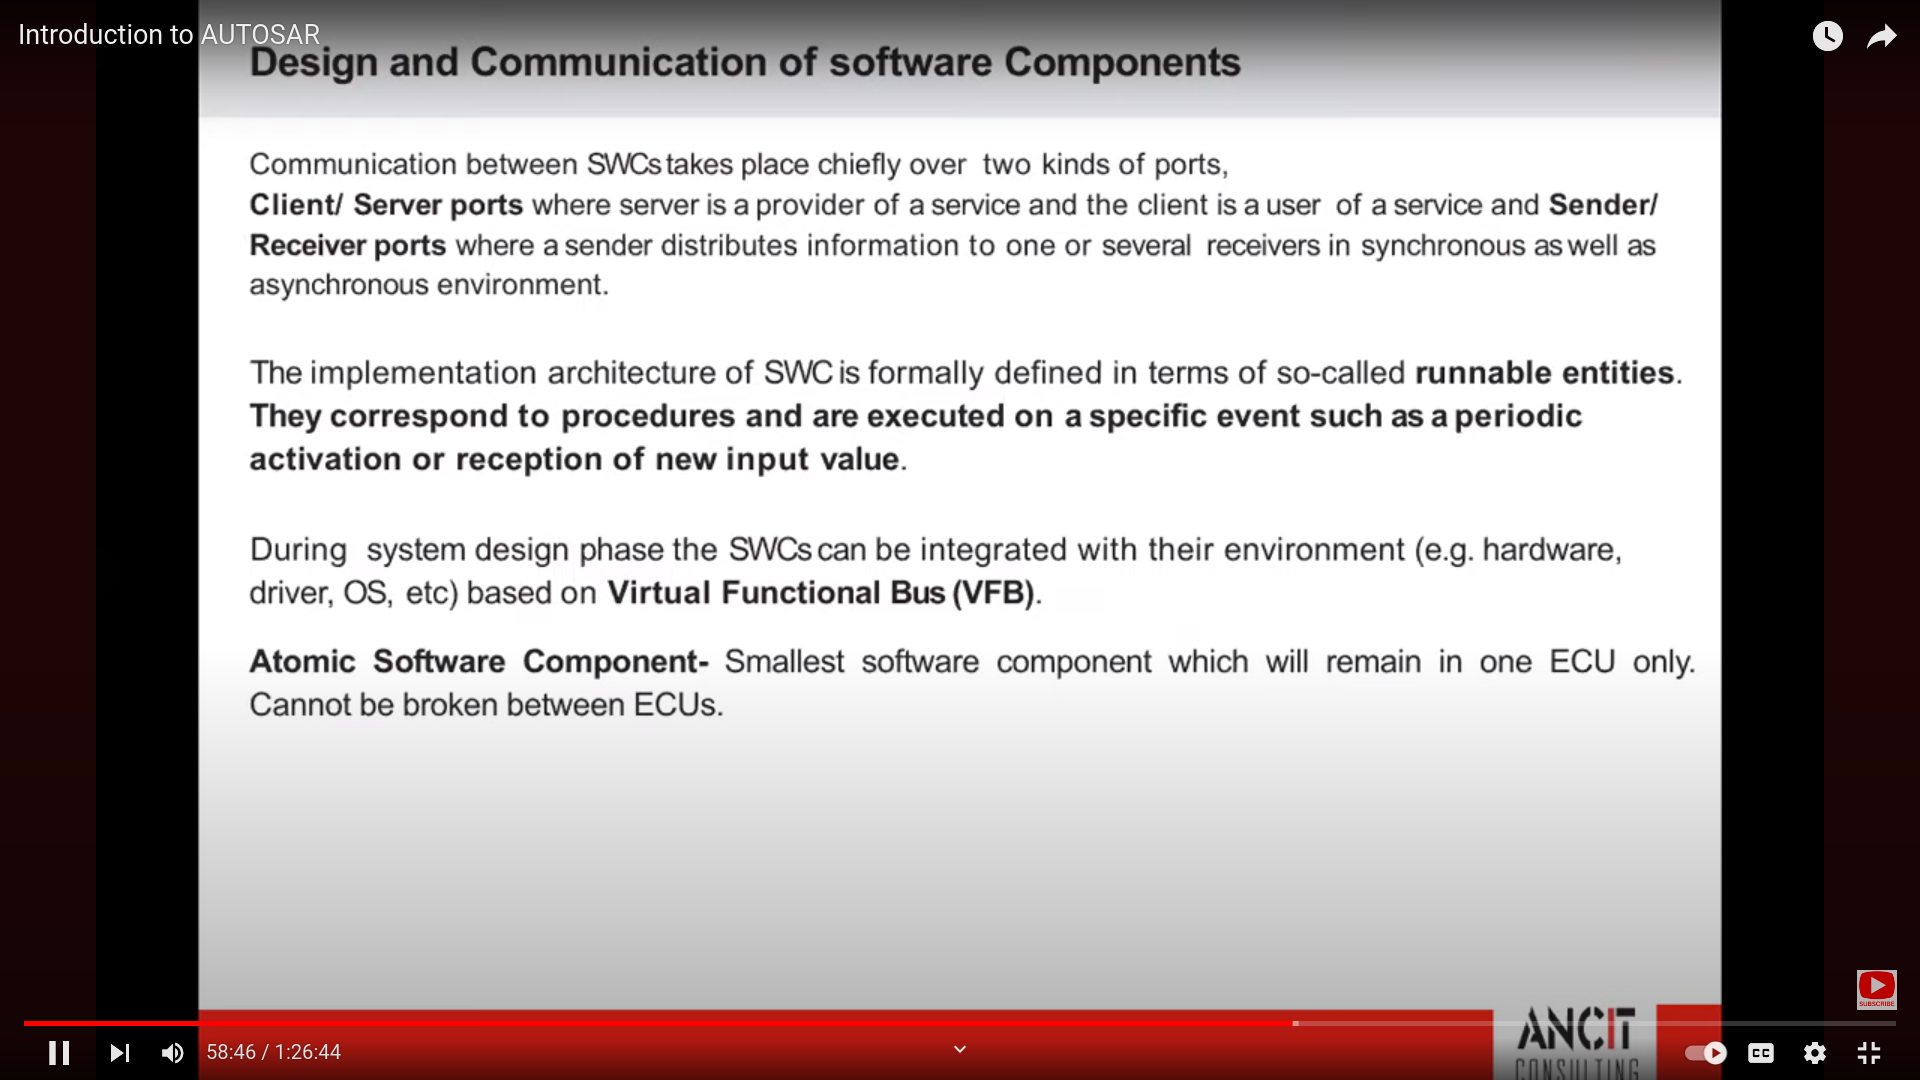 Introduction to AUTOSAR
Design and Communication of software Components
Communication between SWCs takes place chiefly over two kinds of ports,
Client/ Server ports where server is a provider of a service and the client is a user of a service and Sender/
Receiver ports where a sender distributes information to one or several receivers in synchronous as well as
asynchronous environment.
The implementation architecture of SWC is formally defined in terms of so-called runnable entities.
They correspond to procedures and are executed on a specific event such as a periodic
activation or reception of new input value.
During system design phase the SWCs can be integrated with their environment (e.g. hardware,
driver, OS, etc) based on Virtual Functional Bus (VFB).
Atomic Software Component- Smallest software component which will remain in one ECU only.
Cannot be broken between ECUs.
SUBSCRIBE
ANCIT
CONSULTING
58:46 / 1:26:44
CC